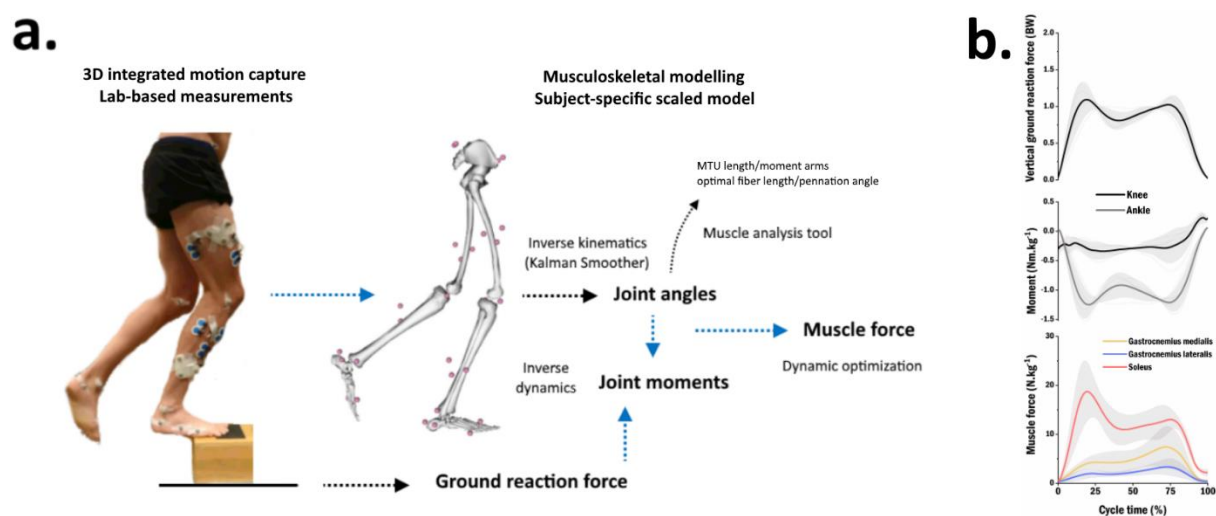 a.
3D integrated motion capture
Lab-based measurements
Musculoskeletal modelling
Subject-specific scaled model
MTU length/moment arms
optimal fiber length/pennation angle
Muscle analysis tool
Inverse kinematics
(Kalman Smoother)
Joint angles
Muscle force
Dynamic optimization
Inverse
dynamics
Joint moments
Ground reaction force
b.
Vertical ground reaction force (BW)
2.0
1.5
1.0
0.5
0.0
Knee
Ankle
Moment (Nm.kg⁻¹)
0.5
0.0
-0.5
-1.0
-1.5
Gastrocnemius medialis
Gastrocnemius lateralis
Soleus
Muscle force (N.kg⁻¹)
30
20
10
0
0 25 50 75 100
Cycle time (%)